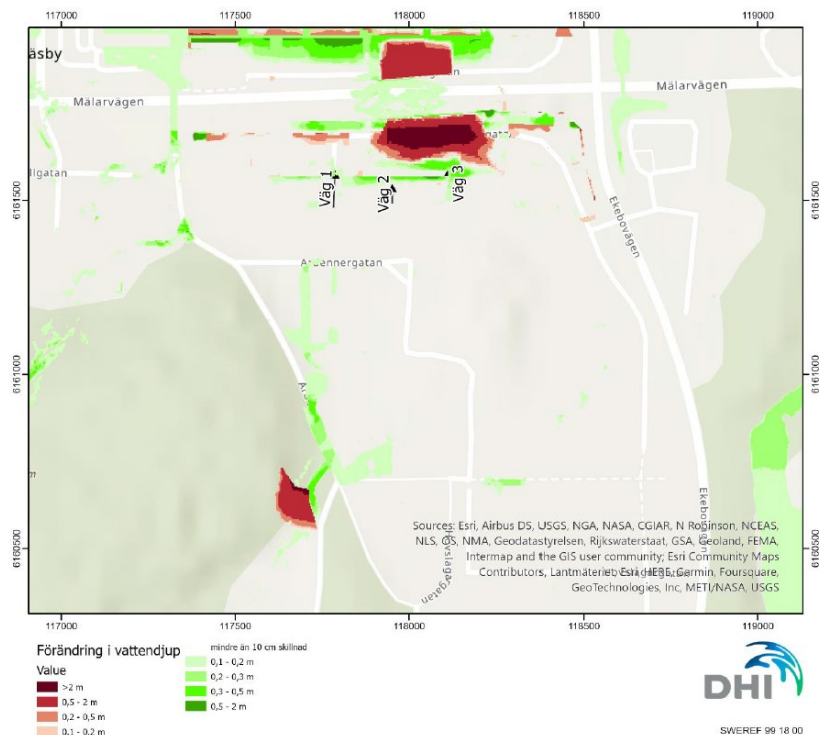 117000 117500 118000 118500 119000
äsby
Mälarvägen
Mälarvägen
6161500
6161500
Väg 1
Väg 2
Väg 3
Ekebovägen
6161000
6161000
Ekebovägen
6160500
6160500
Sources: Esri, Airbus DS, USGS, NGA, NASA, CGIAR, N Robinson, NCEAS,
NLS, OS, NMA, Geodatastyrelsen, Rijkswaterstaat, GSA, Geoland, FEMA,
Intermap and the GIS user community; Esri Community Maps
Contributors, Lantmäteriet, Esri, HERE, Garmin, Foursquare,
GeoTechnologies, Inc, METI/NASA, USGS
117000 117500 118000 118500 119000
Förändring i vattendjup
Value
>2 m
0,5 - 2 m
0,2 - 0,5 m
0,1 - 0,2 m
mindre än 10 cm skillnad
0,1 - 0,2 m
0,2 - 0,3 m
0,3 - 0,5 m
0,5 - 2 m
DHI
SWEREF 99 18 00